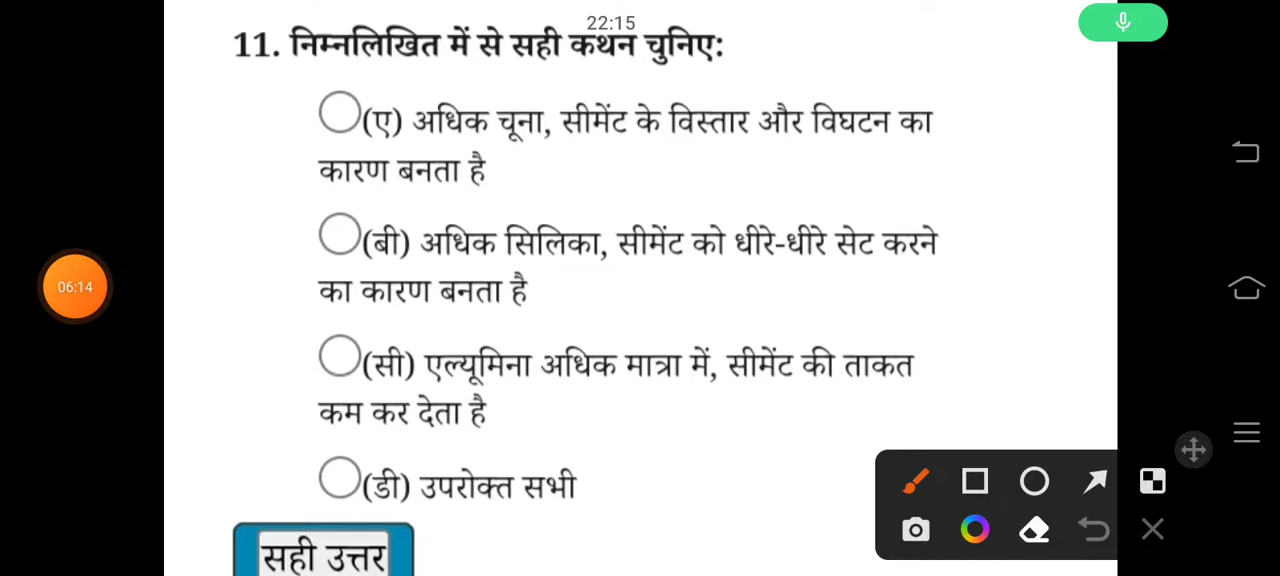 22:15
11. निम्नलिखित में से सही कथन चुनिए:
(ए) अधिक चूना, सीमेंट के विस्तार और विघटन का
कारण बनता है
06:14
(बी) अधिक सिलिका, सीमेंट को धीरे-धीरे सेट करने
का कारण बनता है
(सी) एल्यूमिना अधिक मात्रा में, सीमेंट की ताकत
कम कर देता है
(डी) उपरोक्त सभी
सही उत्तर